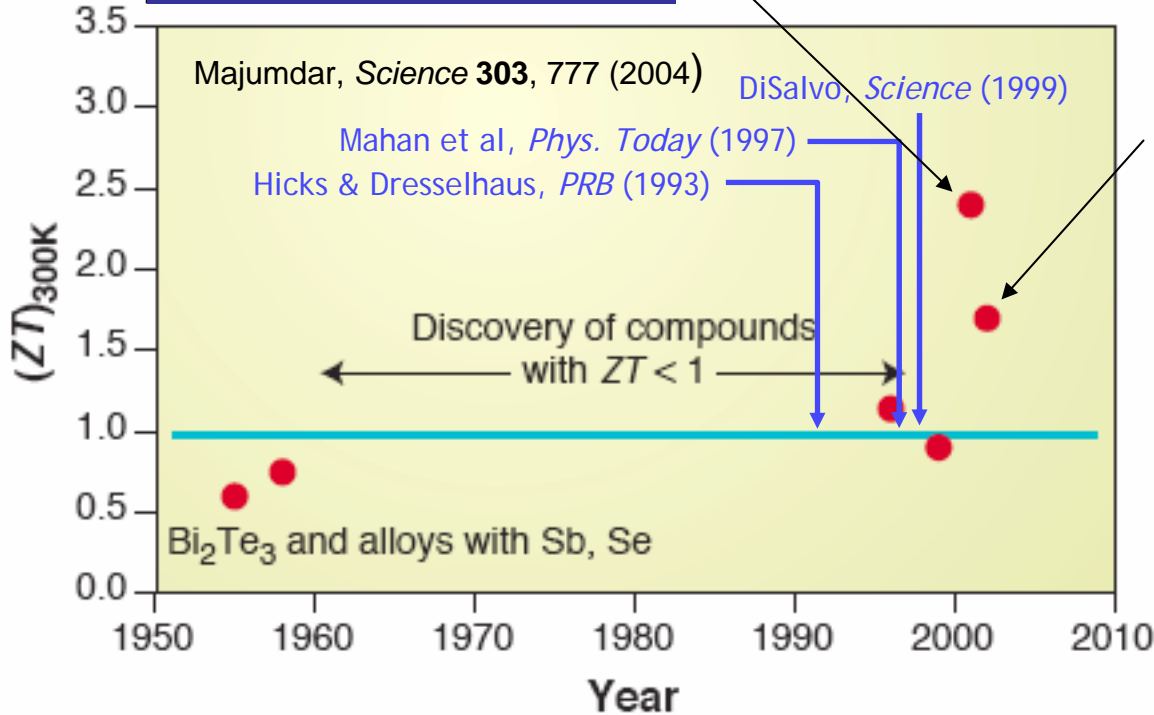 3.5
3.0
2.5
2.0
1.5
1.0
0.5
0.0
(ZT)300K
Majumdar, Science 303, 777 (2004)
DiSalvo, Science (1999)
Mahan et al, Phys. Today (1997)
Hicks & Dresselhaus, PRB (1993)
Discovery of compounds
with ZT < 1
Bi2Te3 and alloys with Sb, Se
1950 1960 1970 1980 1990 2000 2010
Year